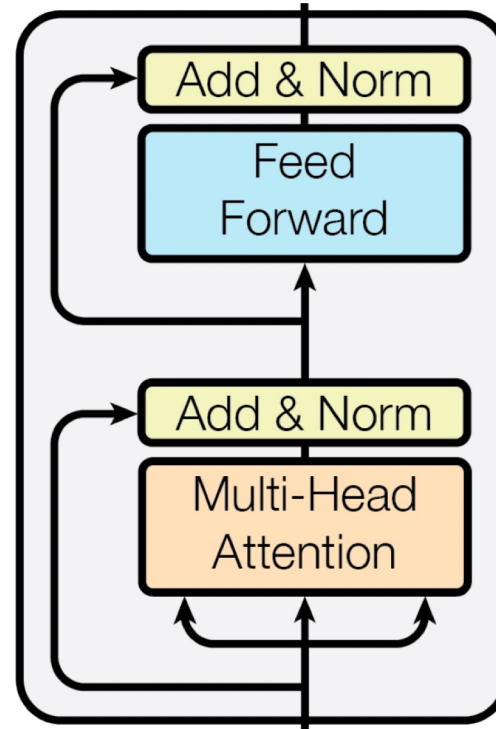 Add & Norm
Feed
Forward
Add & Norm
Multi-Head
Attention